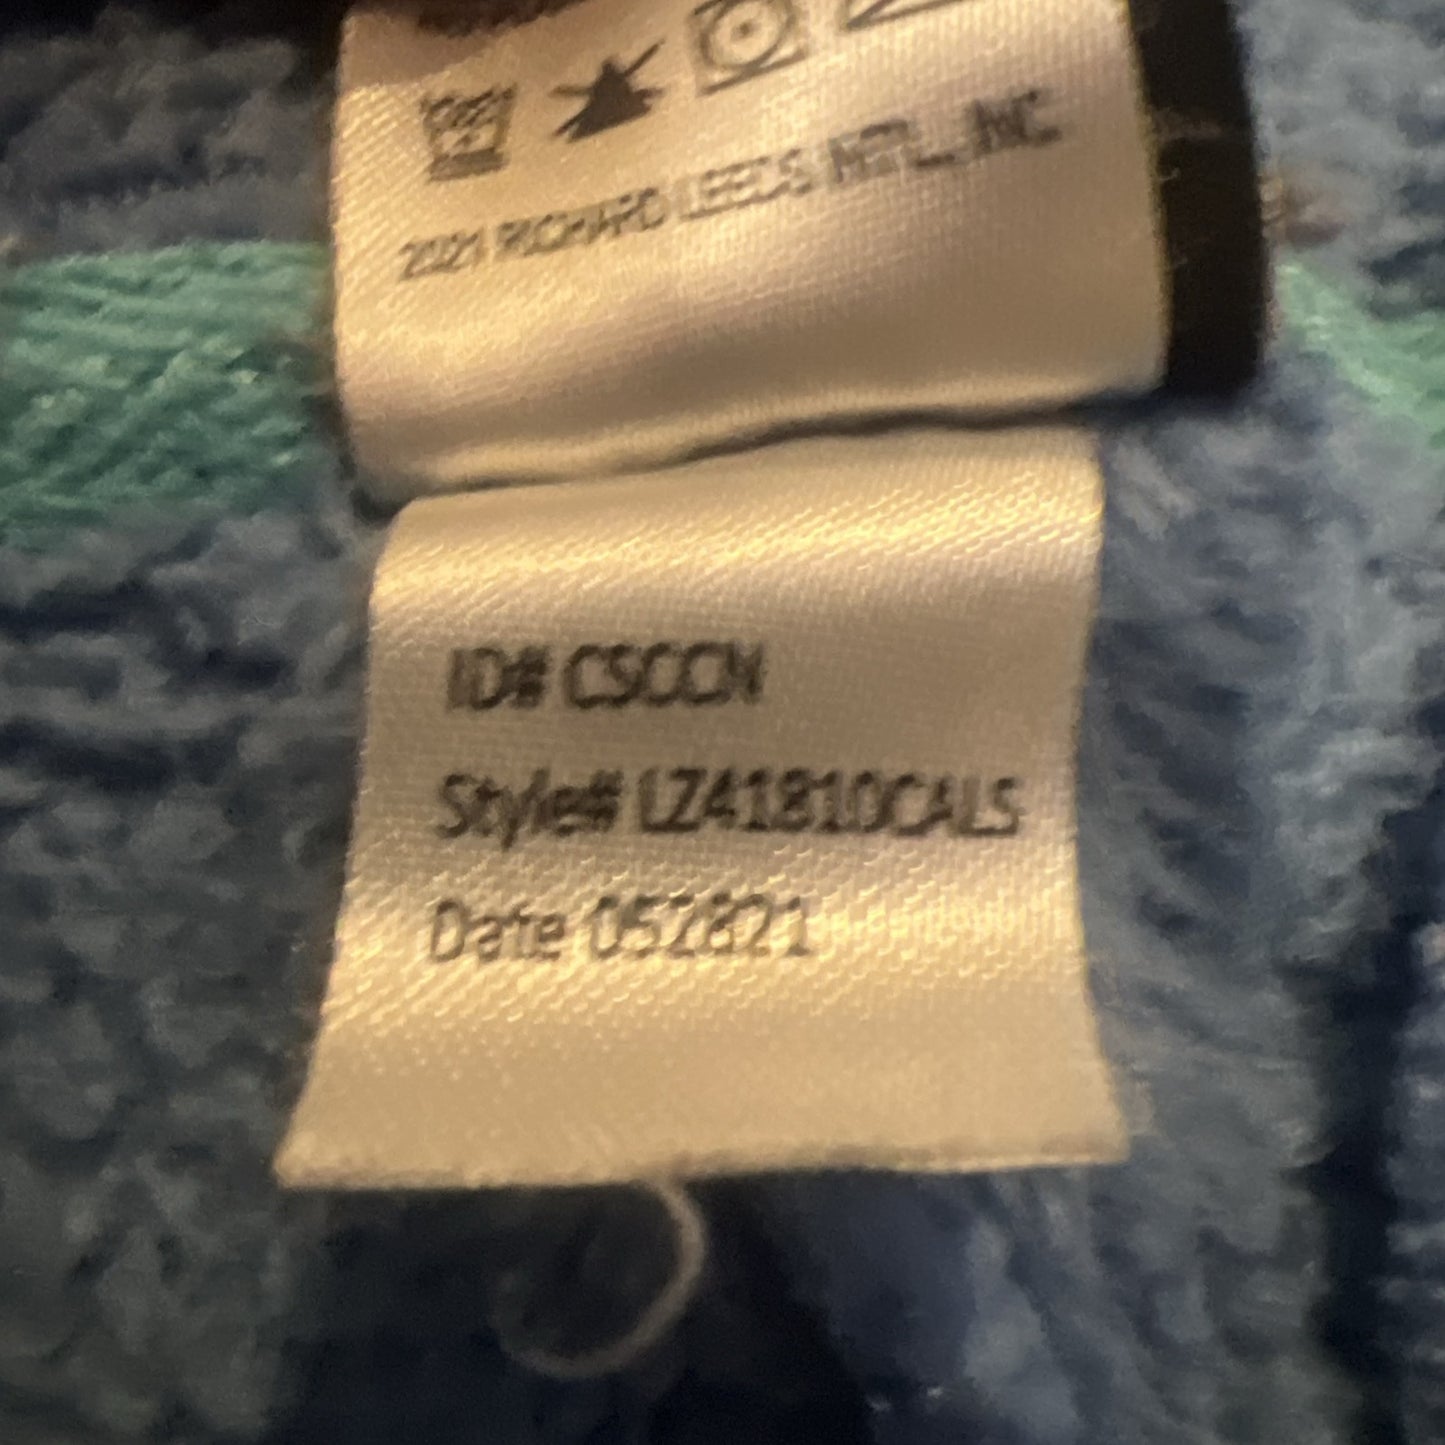 2021 RICHARD LEEDS INTL., INC
ID# CSCCN
Style# LZ41810CALS
Date 052821